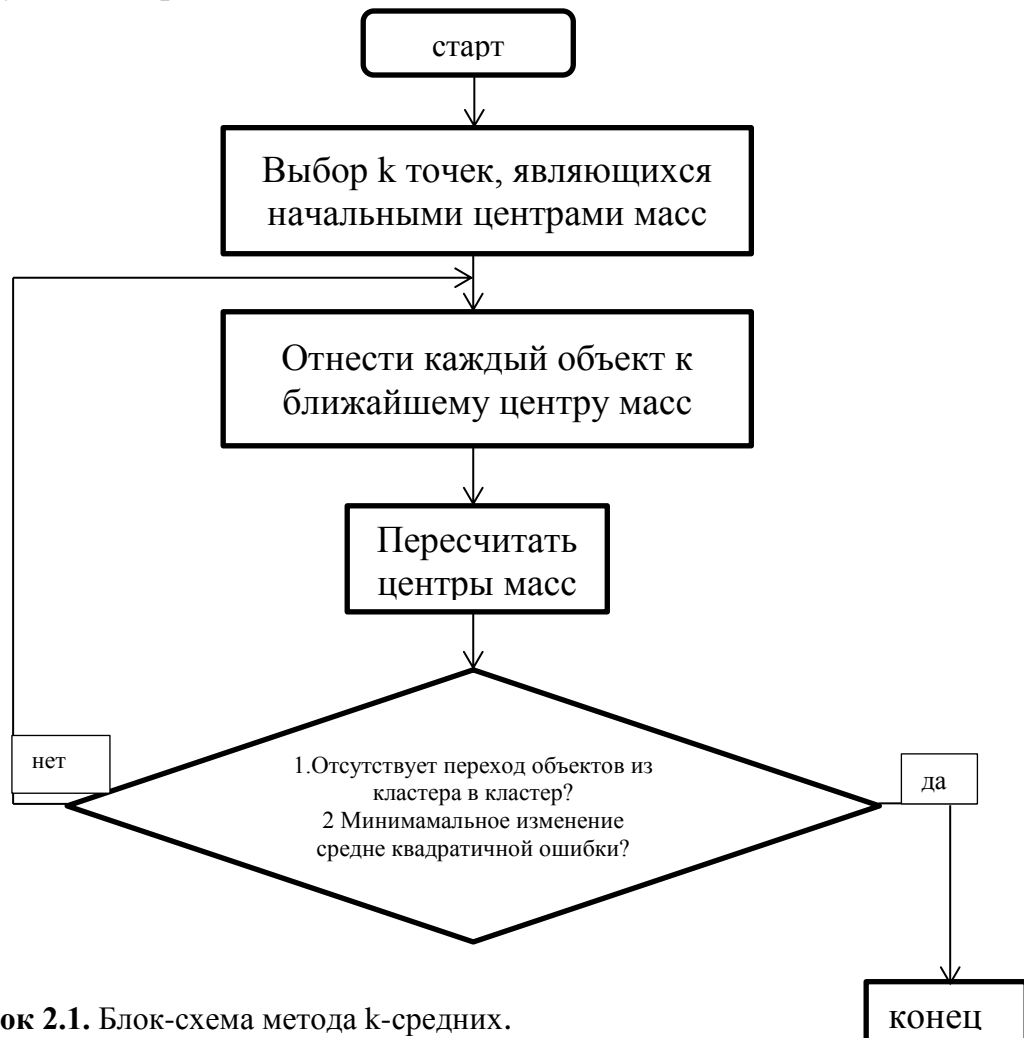 старт
Выбор k точек, являющихся
начальными центрами масс
Отнести каждый объект к
ближайшему центру масс
Пересчитать
центры масс
нет
1.Отсутствует переход объектов из
кластера в кластер?
2 Минимамальное изменение
средне квадратичной ошибки?
да
ок 2.1. Блок-схема метода k-средних.
конец